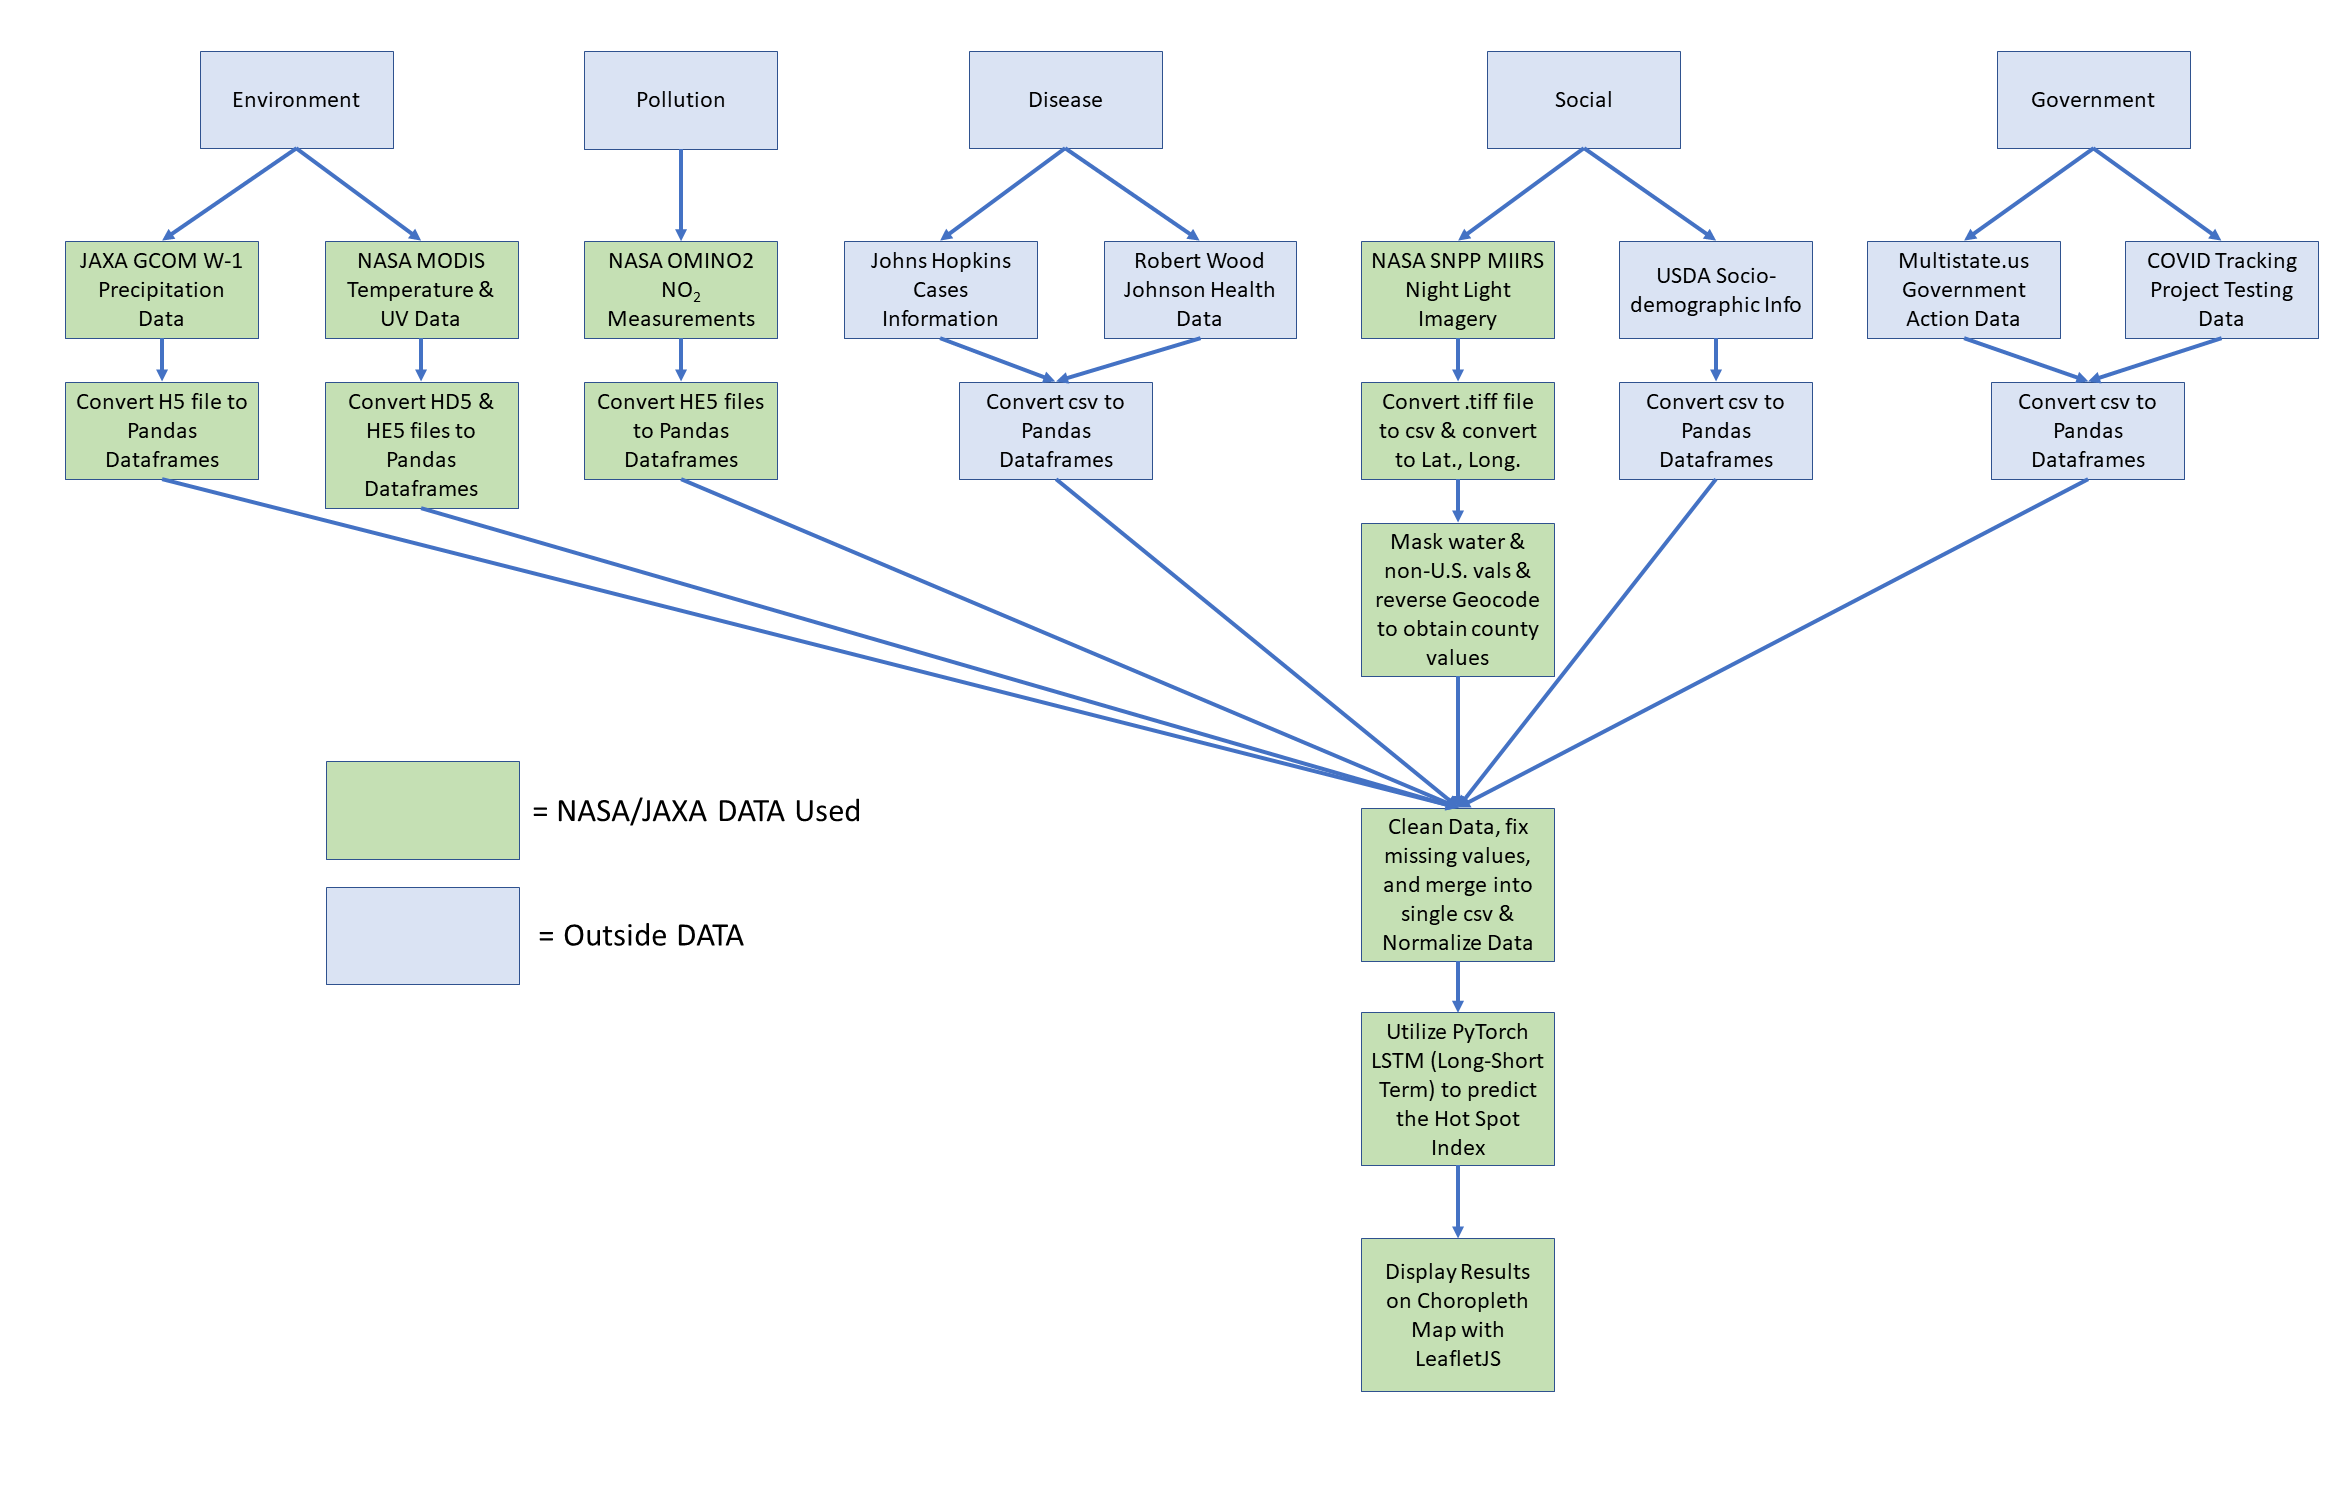 Environment
Pollution
Disease
Social
Government
JAXA GCOM W-1
Precipitation
Data
NASA MODIS
Temperature &
UV Data
NASA OMINO2
NO₂
Measurements
Johns Hopkins
Cases
Information
Robert Wood
Johnson Health
Data
NASA SNPP MIIRS
Night Light
Imagery
USDA Socio-
demographic Info
Multistate.us
Government
Action Data
COVID Tracking
Project Testing
Data
Convert H5 file to
Pandas
Dataframes
Convert HD5 &
HE5 files to
Pandas
Dataframes
Convert HE5 files
to Pandas
Dataframes
Convert csv to
Pandas
Dataframes
Convert .tiff file
to csv & convert
to Lat., Long.
Convert csv to
Pandas
Dataframes
Convert csv to
Pandas
Dataframes
Mask water &
non-U.S. vals &
reverse Geocode
to obtain county
values
= NASA/JAXA DATA Used
= Outside DATA
Clean Data, fix
missing values,
and merge into
single csv &
Normalize Data
Utilize PyTorch
LSTM (Long-Short
Term) to predict
the Hot Spot
Index
Display Results
on Choropleth
Map with
LeafletJS